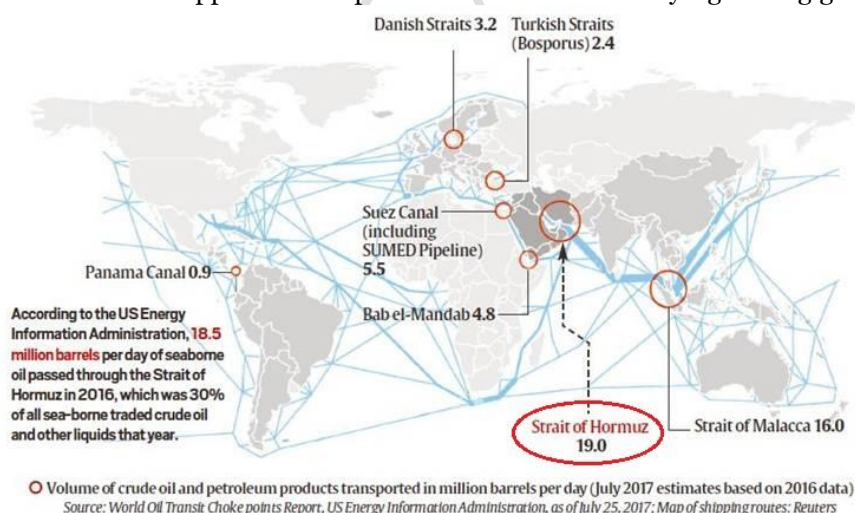 Danish Straits 3.2
Turkish Straits
(Bosporus) 2.4
Suez Canal
(including
SUMED Pipeline)
5.5
Panama Canal 0.9
Bab el-Mandab 4.8
According to the US Energy
Information Administration, 18.5
million barrels per day of seaborne
oil passed through the Strait of
Hormuz in 2016, which was 30%
of all sea-borne traded crude oil
and other liquids that year.
Strait of Hormuz
19.0
Strait of Malacca 16.0
Volume of crude oil and petroleum products transported in million barrels per day (July 2017 estimates based on 2016 data)
Source: World Oil Transit Choke points Report, US Energy Information Administration, as of July 25, 2017; Map of shipping routes: Reuters